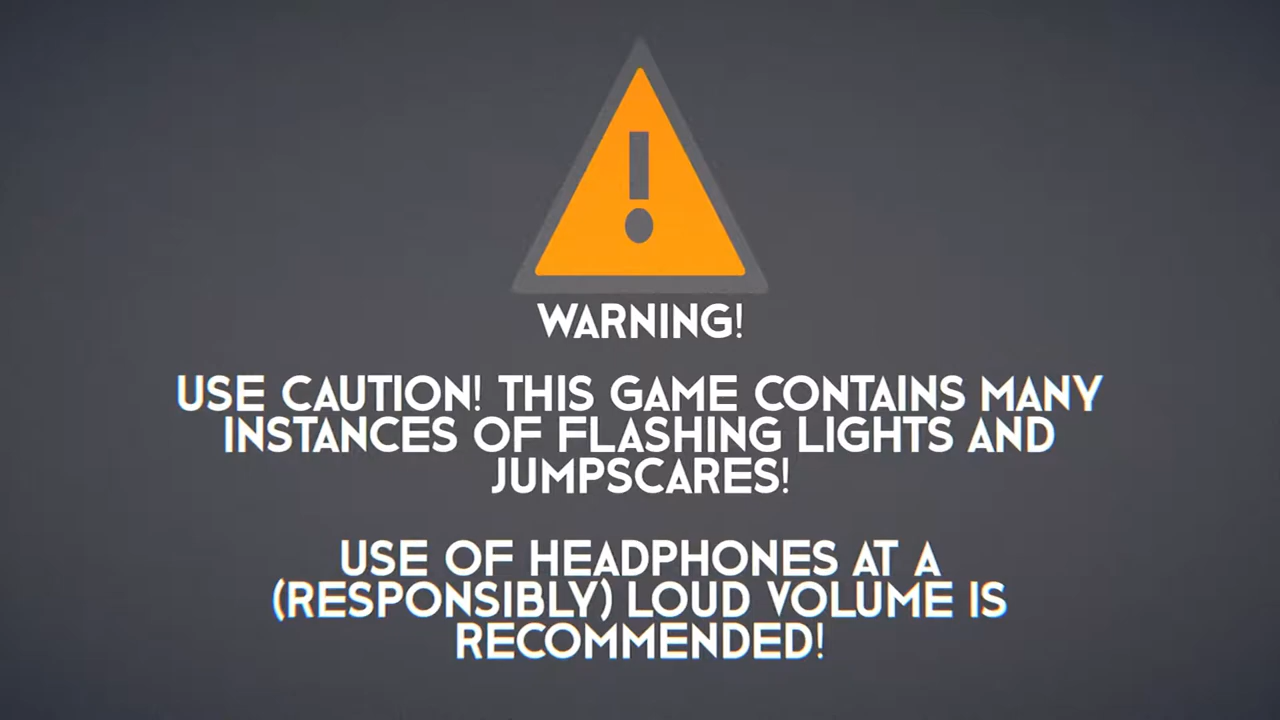 WARNING!
USE CAUTION! THIS GAME CONTAINS MANY
INSTANCES OF FLASHING LIGHTS AND
JUMPSCARES!
USE OF HEADPHONES AT A
(RESPONSIBLY) LOUD VOLUME IS
RECOMMENDED!